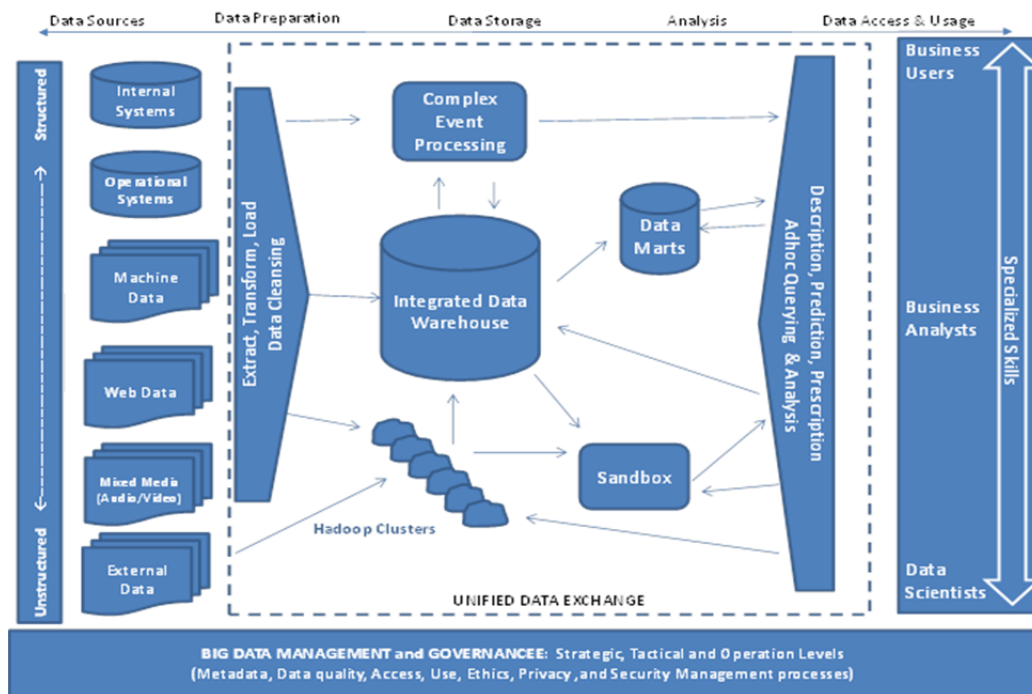 Data Sources
Data Preparation
Data Storage
Analysis
Data Access & Usage
Structured
Unstructured
Internal
Systems
Operational
Systems
Machine
Data
Web Data
Mixed Media
(Audio/Video)
External
Data
Extract, Transform, Load
Data Cleansing
Complex
Event
Processing
Integrated Data
Warehouse
Hadoop Clusters
Data
Marts
Sandbox
Description, Prediction, Prescription
Adhoc Querying & Analysis
UNIFIED DATA EXCHANGE
Business
Users
Business
Analysts
Data
Scientists
Specialized Skills
BIG DATA MANAGEMENT and GOVERNANCEE: Strategic, Tactical and Operation Levels
(Metadata, Data quality, Access, Use, Ethics, Privacy ,and Security Management processes)